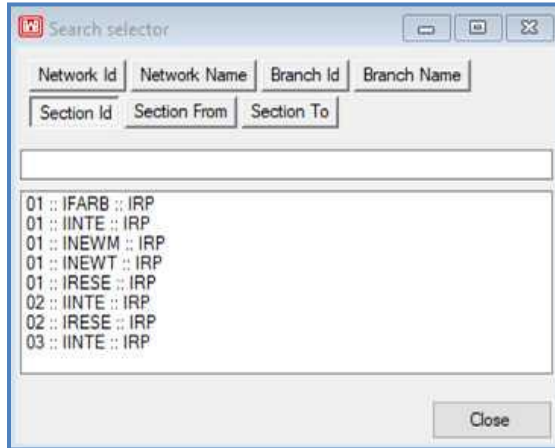 Search selector
Network Id Network Name Branch Id Branch Name
Section Id Section From Section To
01 :: IFARB :: IRP
01 :: IINTE :: IRP
01 :: INEWM :: IRP
01 :: INEWT :: IRP
01 :: IRESE :: IRP
02 :: IINTE :: IRP
02 :: IRESE :: IRP
03 :: IINTE :: IRP
Close